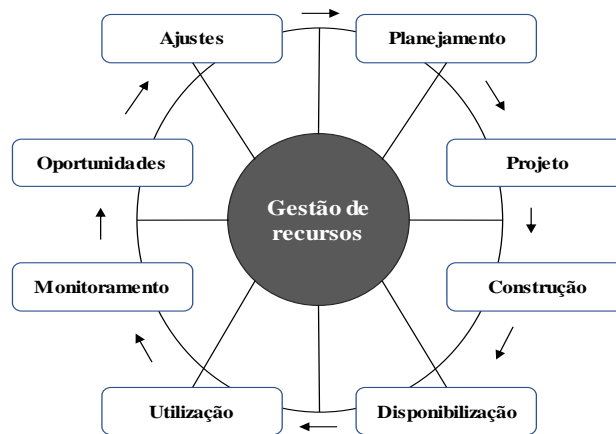 Ajustes
Planejamento
Oportunidades
Projeto
Gestão de
recursos
Monitoramento
Construção
Utilização
Disponibilização